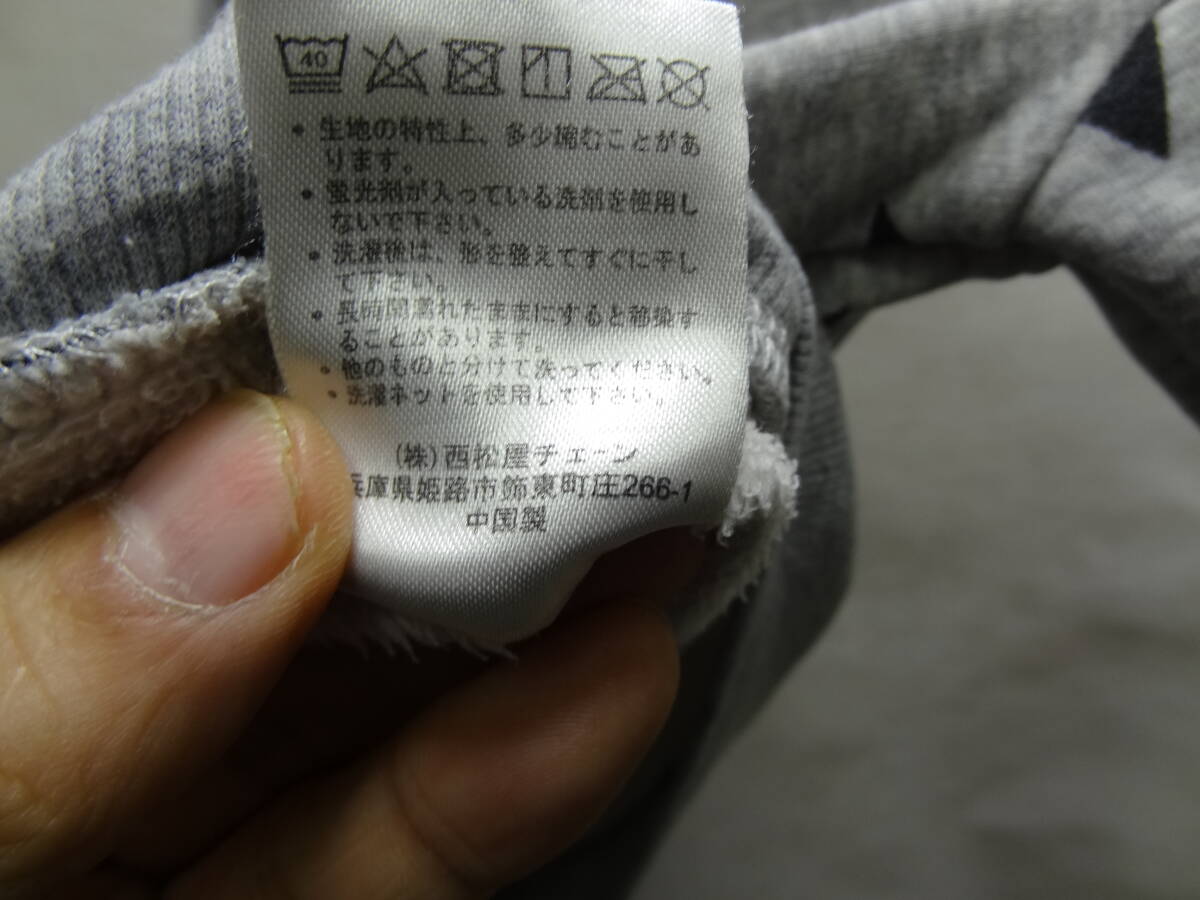 40
・生地の特性上、多少縮むことがあ
ります。
・蛍光剤が入っている洗剤を使用し
ないで下さい。
・洗濯後は、形を整えてすぐに干し
て下さい。
・長時間濡れたままにすると移染す
ることがあります。
・他のものと分けて洗ってください。
・洗濯ネットを使用して下さい。
(株)西松屋チェーン
兵庫県姫路市飾東町庄266-1
中国製